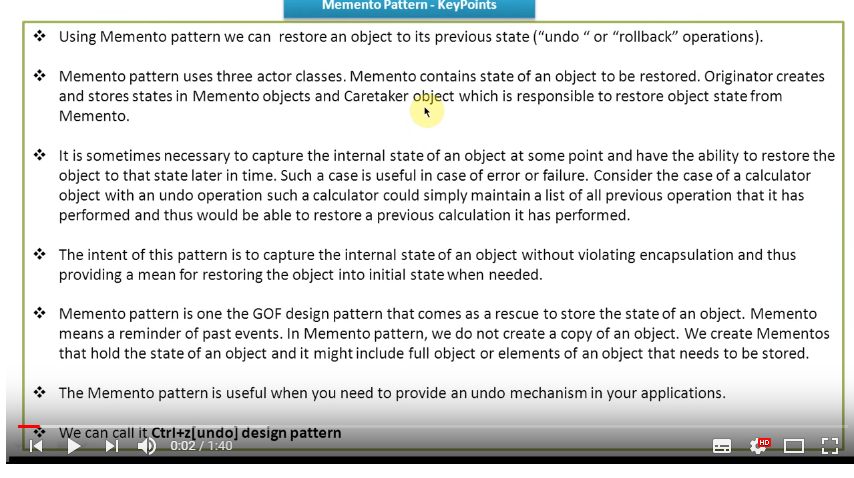 Memento Pattern - KeyPoints
❖ Using Memento pattern we can restore an object to its previous state (“undo “ or “rollback” operations).
❖ Memento pattern uses three actor classes. Memento contains state of an object to be restored. Originator creates
and stores states in Memento objects and Caretaker object which is responsible to restore object state from
Memento.
❖ It is sometimes necessary to capture the internal state of an object at some point and have the ability to restore the
object to that state later in time. Such a case is useful in case of error or failure. Consider the case of a calculator
object with an undo operation such a calculator could simply maintain a list of all previous operation that it has
performed and thus would be able to restore a previous calculation it has performed.
❖ The intent of this pattern is to capture the internal state of an object without violating encapsulation and thus
providing a mean for restoring the object into initial state when needed.
❖ Memento pattern is one the GOF design pattern that comes as a rescue to store the state of an object. Memento
means a reminder of past events. In Memento pattern, we do not create a copy of an object. We create Mementos
that hold the state of an object and it might include full object or elements of an object that needs to be stored.
❖ The Memento pattern is useful when you need to provide an undo mechanism in your applications.
❖ We can call it Ctrl+z[undo] design pattern
0:02 / 1:40
HD